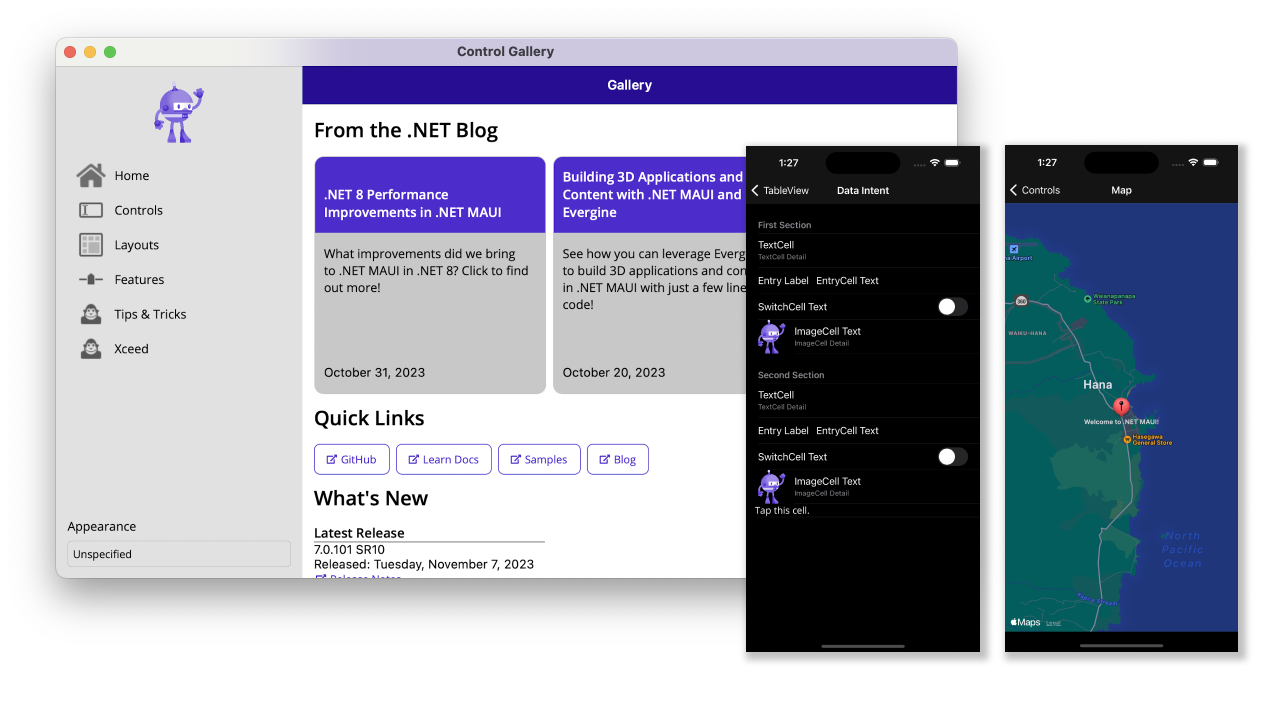 Control Gallery
Gallery
Home
Controls
Layouts
Features
Tips & Tricks
Xceed
Appearance
Unspecified
From the .NET Blog
.NET 8 Performance
Improvements in .NET MAUI
What improvements did we bring
to .NET MAUI in .NET 8? Click to find
out more!
October 31, 2023
Building 3D Applications and
Content with .NET MAUI and
Evergine
See how you can leverage Everg
to build 3D applications and con
in .NET MAUI with just a few line
code!
October 20, 2023
Quick Links
GitHub
Learn Docs
Samples
Blog
What's New
Latest Release
7.0.101 SR10
Released: Tuesday, November 7, 2023
Release Notes
1:27
TableView
Data Intent
First Section
TextCell
TextCell Detail
Entry Label EntryCell Text
SwitchCell Text
ImageCell Text
ImageCell Detail
Second Section
TextCell
TextCell Detail
Entry Label EntryCell Text
SwitchCell Text
ImageCell Text
ImageCell Detail
Tap this cell.
1:27
Controls
Map
a Airport
Waianapanapa
State Park
360
WAIKU-HANA
Hana
Welcome to .NET MAUI!
Hasegawa
General Store
North
Pacific
Ocean
Maps
Legal